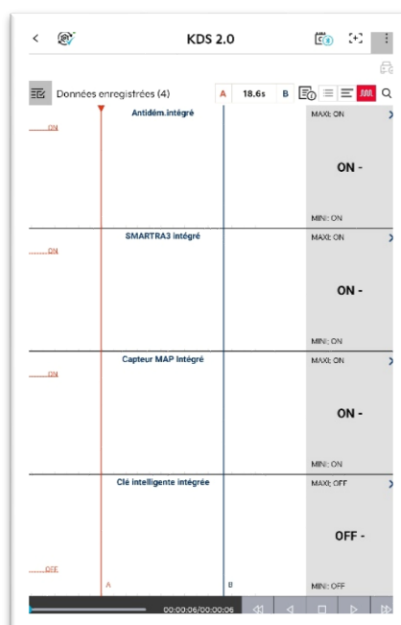 KDS 2.0
Données enregistrées (4)
A 18.6s B
Antidém.intégré
MAXI: ON
ON
ON -
MINI: ON
SMARTRA3 intégré
MAXI: ON
ON
ON -
MINI: ON
Capteur MAP Intégré
MAXI: ON
ON
ON -
MINI: ON
Clé intelligente intégrée
MAXI: OFF
OFF -
OFF
A
B
MINI: OFF
00:00:06/00:00:06